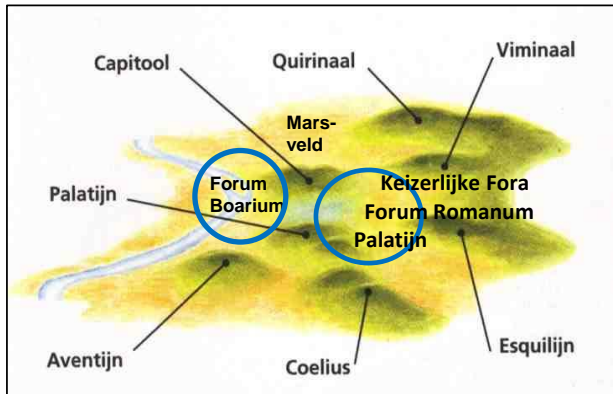 Capitool
Quirinaal
Viminaal
Mars-
veld
Palatijn
Forum
Boarium
Keizerlijke Fora
Forum Romanum
Palatijn
Aventijn
Coelius
Esquilijn